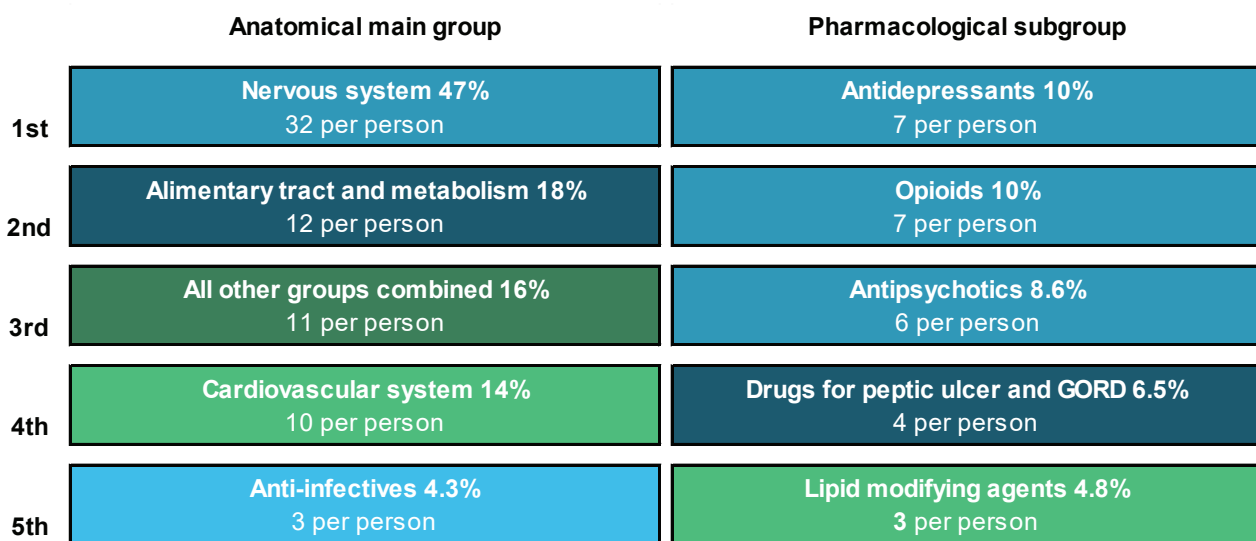 Anatomical main group
Pharmacological subgroup
1st
Nervous system 47%
32 per person
Antidepressants 10%
7 per person
2nd
Alimentary tract and metabolism 18%
12 per person
Opioids 10%
7 per person
3rd
All other groups combined 16%
11 per person
Antipsychotics 8.6%
6 per person
4th
Cardiovascular system 14%
10 per person
Drugs for peptic ulcer and GORD 6.5%
4 per person
5th
Anti-infectives 4.3%
3 per person
Lipid modifying agents 4.8%
3 per person